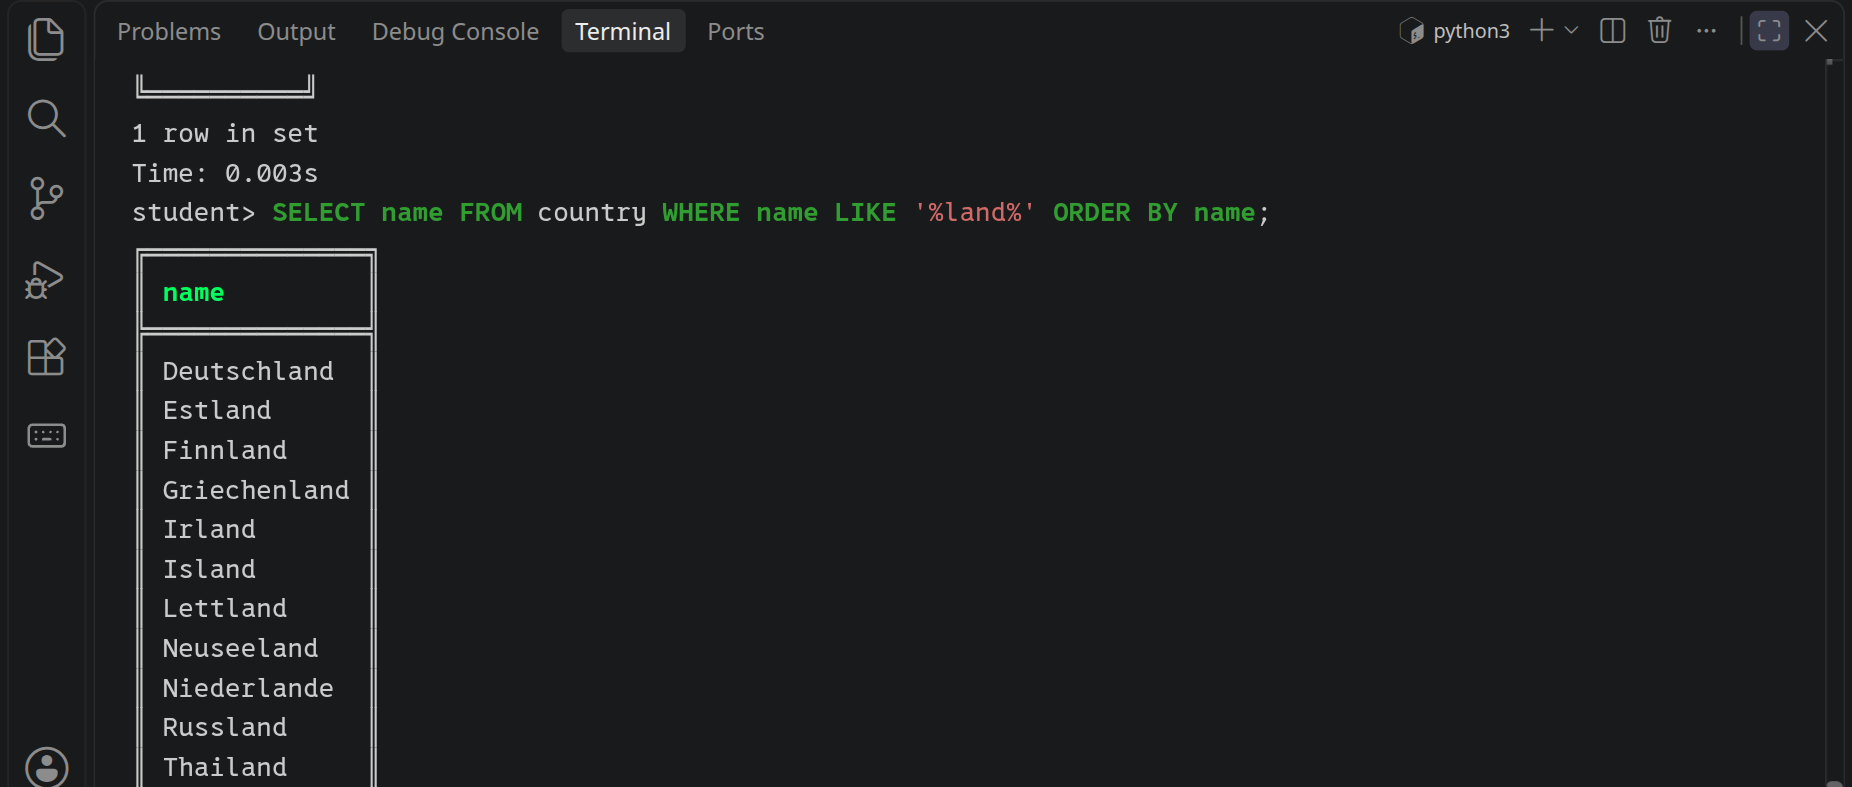 Problems Output Debug Console Terminal Ports python3
1 row in set
Time: 0.003s
student> SELECT name FROM country WHERE name LIKE '%land%' ORDER BY name;
name
Deutschland
Estland
Finnland
Griechenland
Irland
Island
Lettland
Neuseeland
Niederlande
Russland
Thailand